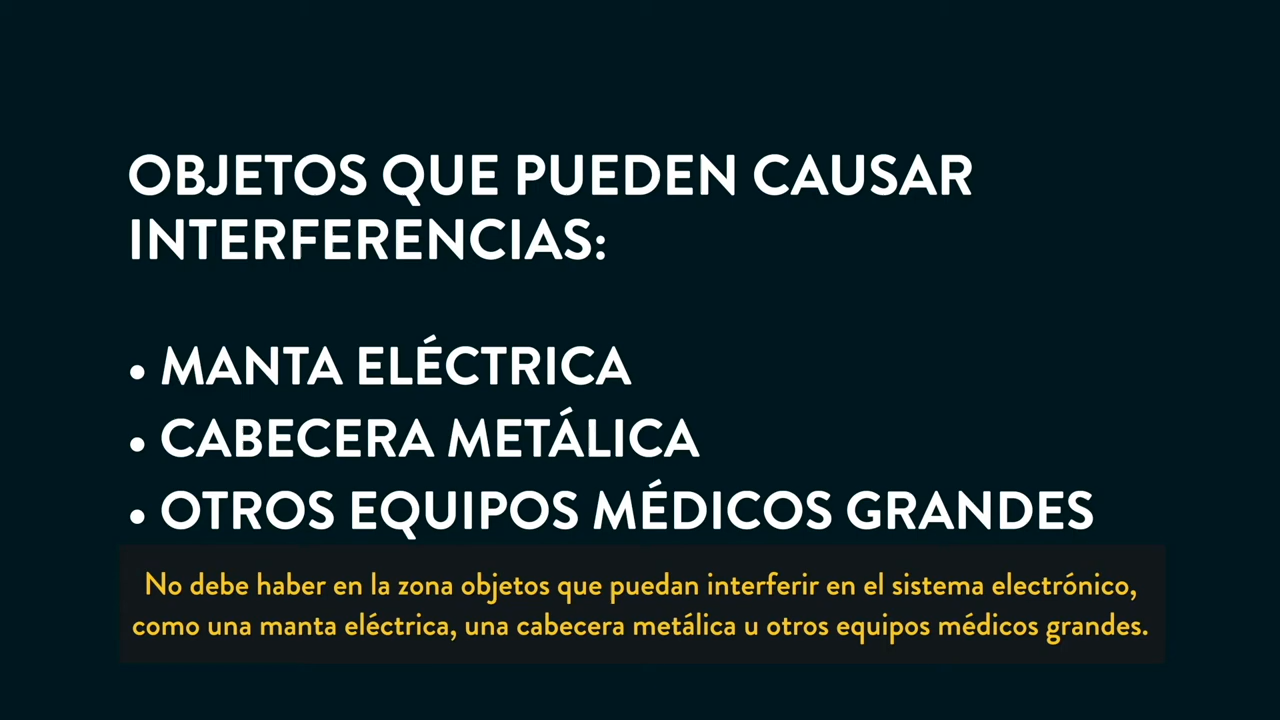 OBJETOS QUE PUEDEN CAUSAR
INTERFERENCIAS:
• MANTA ELÉCTRICA
• CABECERA METÁLICA
• OTROS EQUIPOS MÉDICOS GRANDES
No debe haber en la zona objetos que puedan interferir en el sistema electrónico,
como una manta eléctrica, una cabecera metálica u otros equipos médicos grandes.